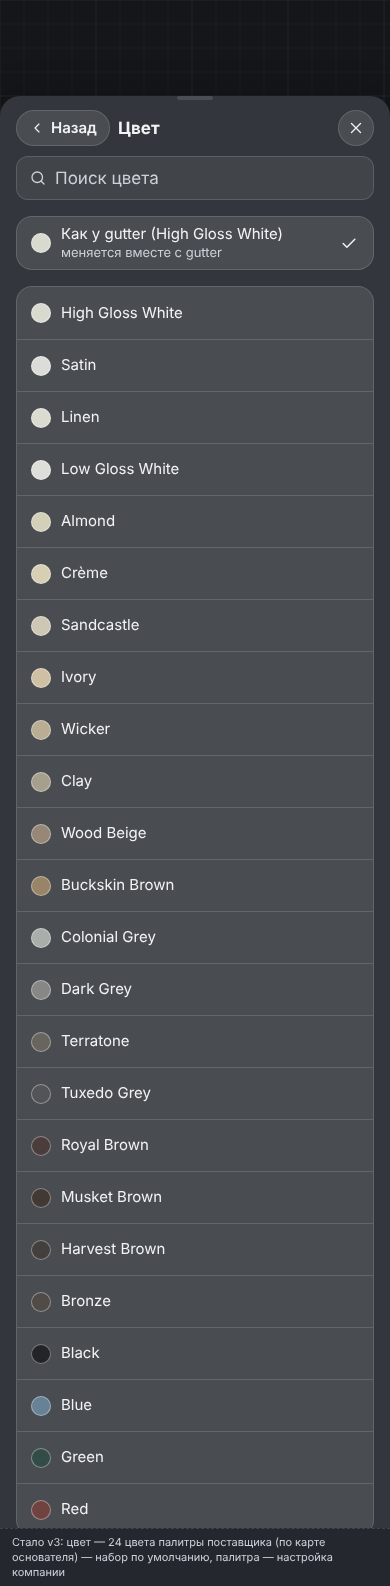 Назад
Цвет
Поиск цвета
Как у gutter (High Gloss White)
меняется вместе с gutter
High Gloss White
Satin
Linen
Low Gloss White
Almond
Crème
Sandcastle
Ivory
Wicker
Clay
Wood Beige
Buckskin Brown
Colonial Grey
Dark Grey
Terratone
Tuxedo Grey
Royal Brown
Musket Brown
Harvest Brown
Bronze
Black
Blue
Green
Red
Стало v3: цвет — 24 цвета палитры поставщика (по карте
основателя) — набор по умолчанию, палитра — настройка
компании